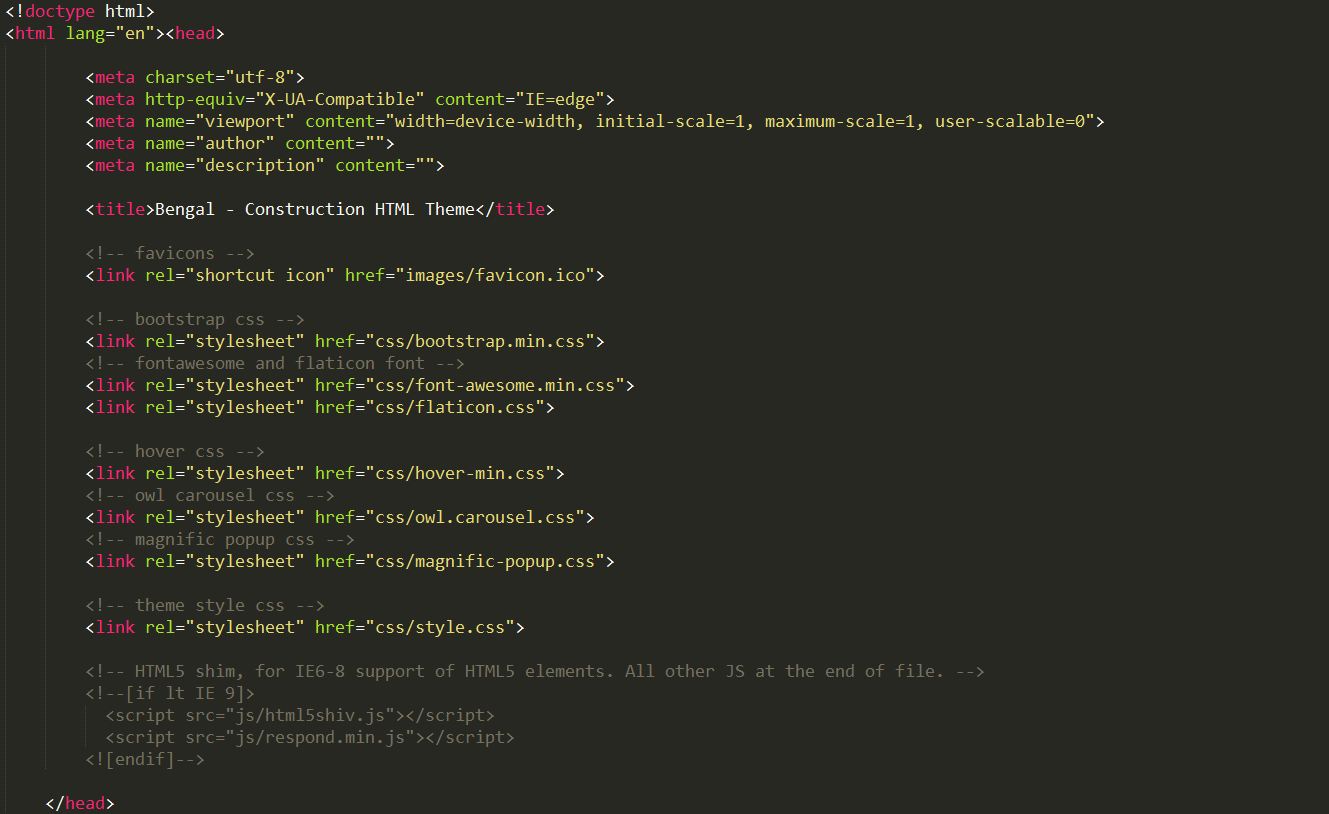 <!doctype html>
<html lang="en"><head>
<meta charset="utf-8">
<meta http-equiv="X-UA-Compatible" content="IE=edge">
<meta name="viewport" content="width=device-width, initial-scale=1, maximum-scale=1, user-scalable=0">
<meta name="author" content="">
<meta name="description" content="">
<title>Bengal - Construction HTML Theme</title>
<!-- favicons -->
<link rel="shortcut icon" href="images/favicon.ico">
<!-- bootstrap css -->
<link rel="stylesheet" href="css/bootstrap.min.css">
<!-- fontawesome and flaticon font -->
<link rel="stylesheet" href="css/font-awesome.min.css">
<link rel="stylesheet" href="css/flaticon.css">
<!-- hover css -->
<link rel="stylesheet" href="css/hover-min.css">
<!-- owl carousel css -->
<link rel="stylesheet" href="css/owl.carousel.css">
<!-- magnific popup css -->
<link rel="stylesheet" href="css/magnific-popup.css">
<!-- theme style css -->
<link rel="stylesheet" href="css/style.css">
<!-- HTML5 shim, for IE6-8 support of HTML5 elements. All other JS at the end of file. -->
<!--[if lt IE 9]>
<script src="js/html5shiv.js"></script>
<script src="js/respond.min.js"></script>
<![endif]-->
</head>